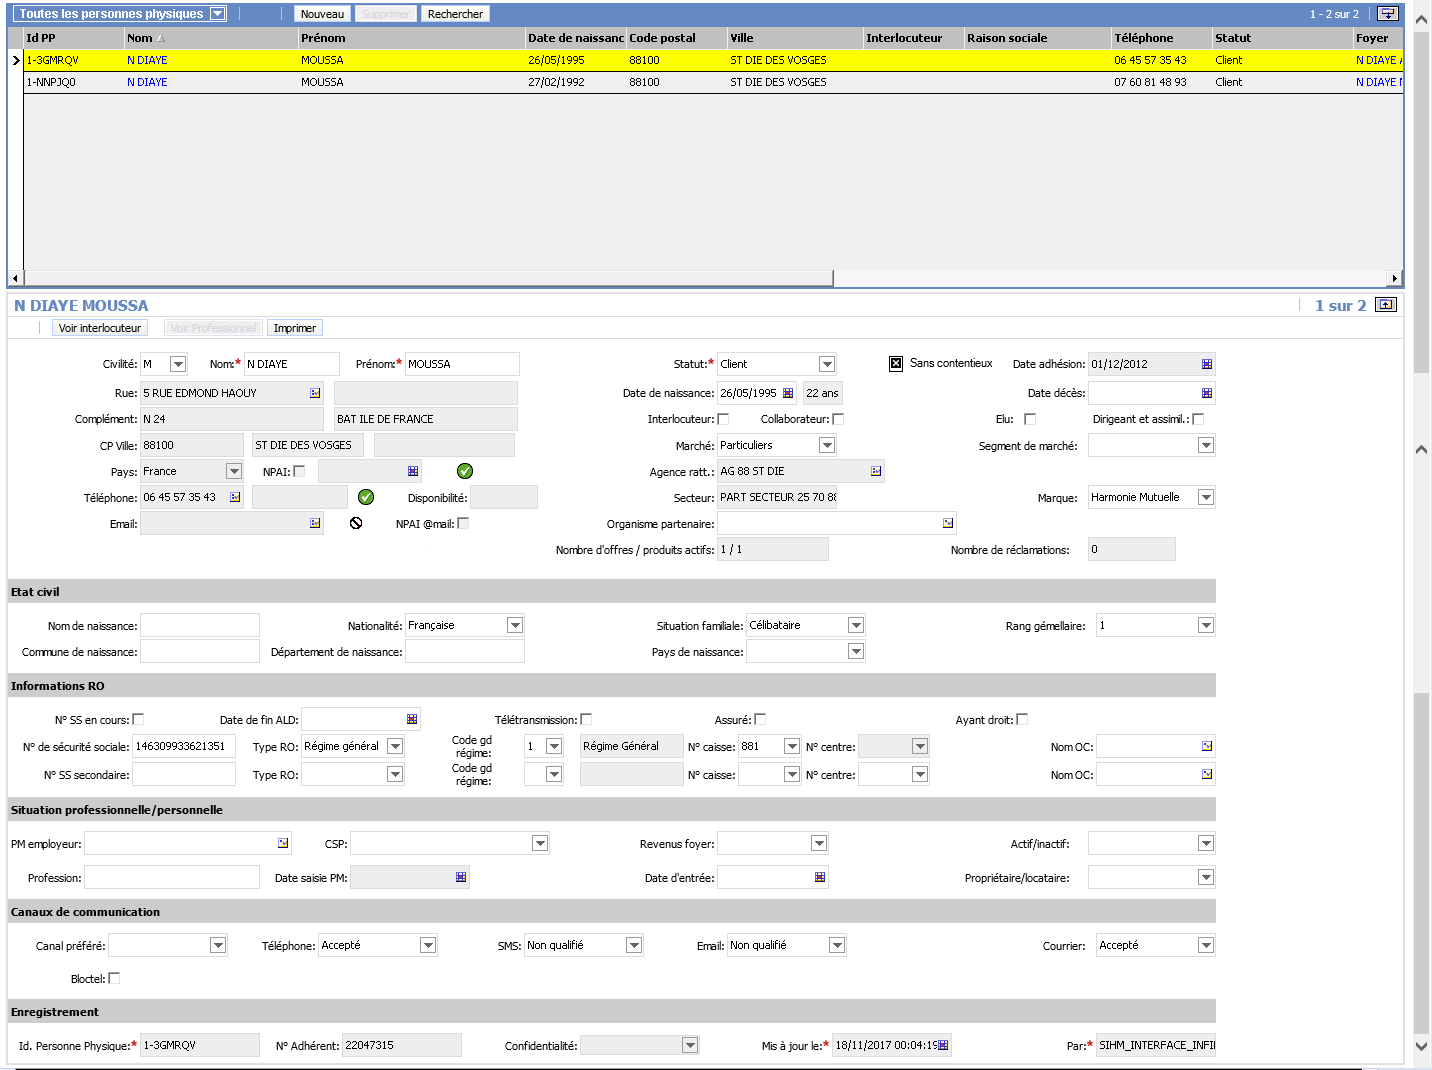 Toutes les personnes physiques Nouveau Supprimer Rechercher 1 - 2 sur 2
Id PP Nom Prénom Date de naissanc Code postal Ville Interlocuteur Raison sociale Téléphone Statut Foyer
1-3GMRQV N DIAYE MOUSSA 26/05/1995 88100 ST DIE DES VOSGES 06 45 57 35 43 Client N DIAYE
1-NNPJQ0 N DIAYE MOUSSA 27/02/1992 88100 ST DIE DES VOSGES 07 60 81 48 93 Client N DIAYE
N DIAYE MOUSSA 1 sur 2
Voir interlocuteur Voir Professionnel Imprimer
Civilité: M Nom:* N DIAYE Prénom:* MOUSSA Statut:* Client Sans contentieux Date adhésion: 01/12/2012
Rue: 5 RUE EDMOND HAOUY Date de naissance: 26/05/1995 22 ans Date décès:
Complément: N 24 BAT ILE DE FRANCE Interlocuteur: Collaborateur: Elu: Dirigeant et assimil.:
CP Ville: 88100 ST DIE DES VOSGES Marché: Particuliers Segment de marché:
Pays: France NPAI: Agence ratt.: AG 88 ST DIE
Téléphone: 06 45 57 35 43 Disponibilité: Secteur: PART SECTEUR 25 70 88 Marque: Harmonie Mutuelle
Email: NPAI @mail: Organisme partenaire:
Nombre d'offres / produits actifs: 1 / 1 Nombre de réclamations: 0
Etat civil
Nom de naissance: Nationalité: Française Situation familiale: Célibataire Rang gémellaire: 1
Commune de naissance: Département de naissance: Pays de naissance:
Informations RO
N° SS en cours: Date de fin ALD: Télétransmission: Assuré: Ayant droit:
N° de sécurité sociale: 146309933621351 Type RO: Régime général Code gd régime: 1 Régime Général N° caisse: 881 N° centre: Nom OC:
N° SS secondaire: Type RO: Code gd régime: N° caisse: N° centre: Nom OC:
Situation professionnelle/personnelle
PM employeur: CSP: Revenus foyer: Actif/inactif:
Profession: Date saisie PM: Date d'entrée: Propriétaire/locataire:
Canaux de communication
Canal préféré: Téléphone: Accepté SMS: Non qualifié Email: Non qualifié Courrier: Accepté
Bloctel:
Enregistrement
Id. Personne Physique:* 1-3GMRQV N° Adhérent: 22047315 Confidentialité: Mis à jour le:* 18/11/2017 00:04:19 Par:* SIHM_INTERFACE_INFI